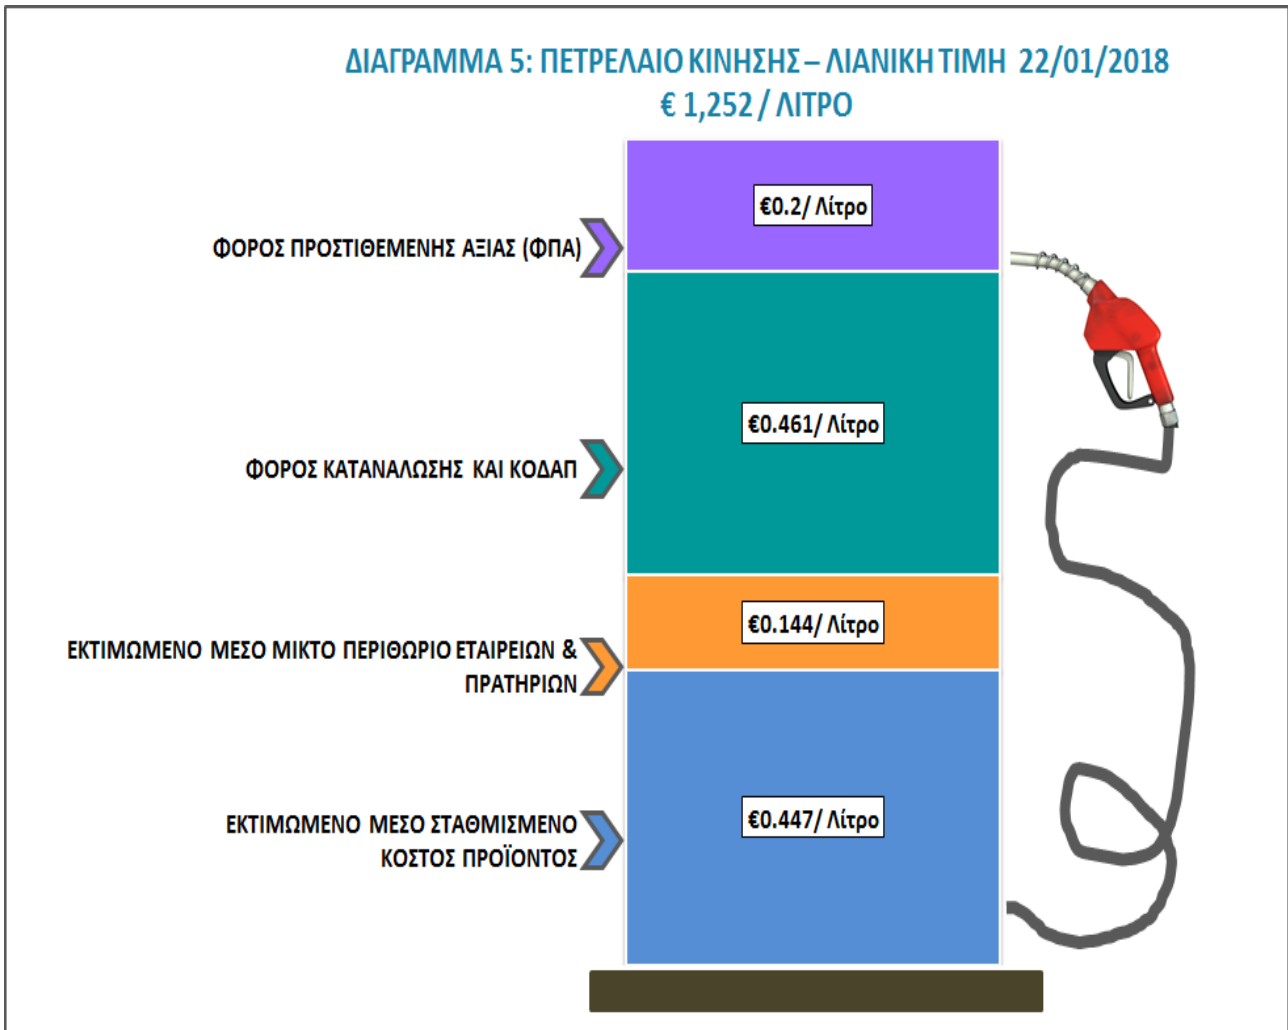 ΔΙΑΓΡΑΜΜΑ 5: ΠΕΤΡΕΛΑΙΟ ΚΙΝΗΣΗΣ – ΛΙΑΝΙΚΗ ΤΙΜΗ 22/01/2018
€ 1,252 / ΛΙΤΡΟ
€0.2/ Λίτρο
ΦΟΡΟΣ ΠΡΟΣΤΙΘΕΜΕΝΗΣ ΑΞΙΑΣ (ΦΠΑ)
€0.461/ Λίτρο
ΦΟΡΟΣ ΚΑΤΑΝΑΛΩΣΗΣ ΚΑΙ ΚΟΔΑΠ
€0.144/ Λίτρο
ΕΚΤΙΜΩΜΕΝΟ ΜΕΣΟ ΜΙΚΤΟ ΠΕΡΙΘΩΡΙΟ ΕΤΑΙΡΕΙΩΝ &
ΠΡΑΤΗΡΙΩΝ
€0.447/ Λίτρο
ΕΚΤΙΜΩΜΕΝΟ ΜΕΣΟ ΣΤΑΘΜΙΣΜΕΝΟ
ΚΟΣΤΟΣ ΠΡΟΪΟΝΤΟΣ